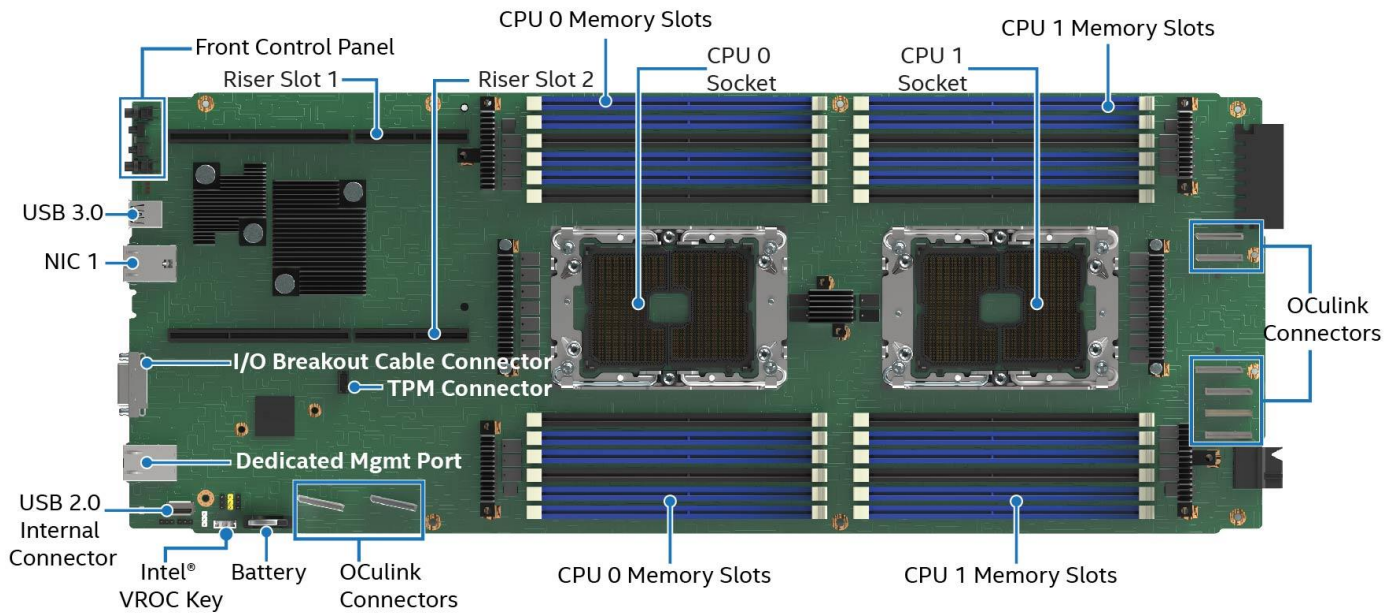 CPU 0 Memory Slots
CPU 1 Memory Slots
Front Control Panel
Riser Slot 1
Riser Slot 2
CPU 0
Socket
CPU 1
Socket
USB 3.0
NIC 1
OCulink
Connectors
I/O Breakout Cable Connector
TPM Connector
Dedicated Mgmt Port
USB 2.0
Internal
Connector
Intel®
VROC Key
Battery
OCulink
Connectors
CPU 0 Memory Slots
CPU 1 Memory Slots